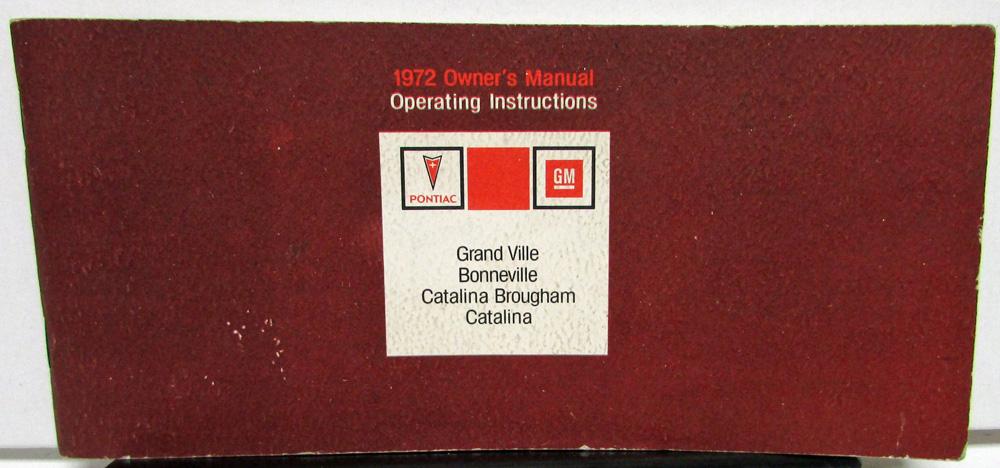 1972 Owner's Manual
Operating Instructions
PONTIAC
GM
Grand Ville
Bonneville
Catalina Brougham
Catalina